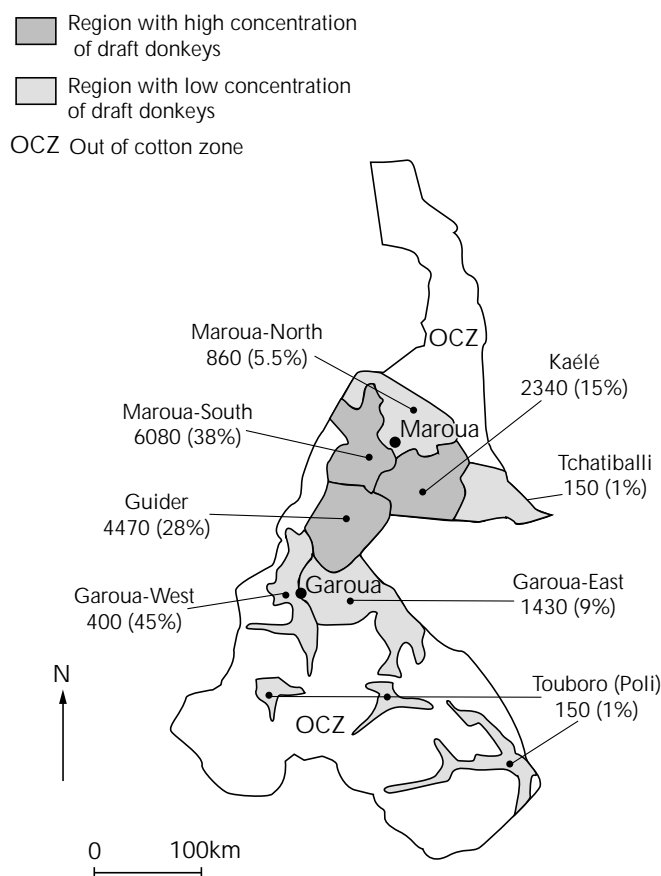 Region with high concentration
of draft donkeys
Region with low concentration
of draft donkeys
OCZ Out of cotton zone
OCZ
Maroua-North
860 (5.5%)
Kaélé
2340 (15%)
Maroua-South
6080 (38%)
Maroua
Tchatiballi
150 (1%)
Guider
4470 (28%)
Garoua-West
400 (45%)
Garoua
Garoua-East
1430 (9%)
N
Touboro (Poli)
150 (1%)
OCZ
0 100km